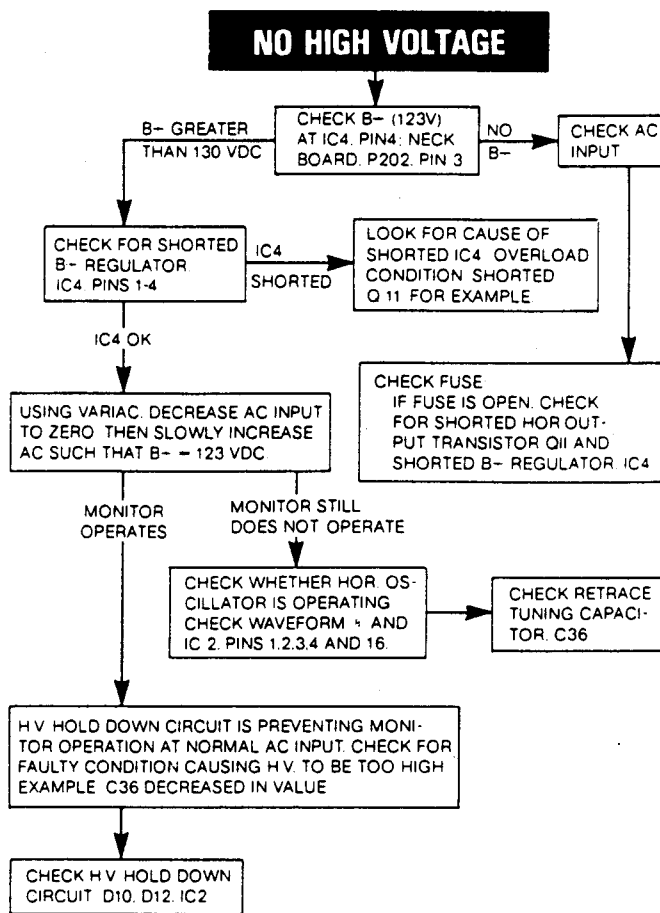 NO HIGH VOLTAGE
CHECK B– (123V)
AT IC4. PIN4: NECK
BOARD. P202. PIN 3
B– GREATER
THAN 130 VDC
NO
B–
CHECK AC
INPUT
CHECK FOR SHORTED
B– REGULATOR
IC4. PINS 1-4
IC4
SHORTED
LOOK FOR CAUSE OF
SHORTED IC4 OVERLOAD
CONDITION SHORTED
Q 11 FOR EXAMPLE
IC4 OK
CHECK FUSE
IF FUSE IS OPEN. CHECK
FOR SHORTED HOR OUT-
PUT TRANSISTOR Q11 AND
SHORTED B– REGULATOR. IC4
USING VARIAC. DECREASE AC INPUT
TO ZERO THEN SLOWLY INCREASE
AC SUCH THAT B– = 123 VDC.
MONITOR
OPERATES
MONITOR STILL
DOES NOT OPERATE
CHECK WHETHER HOR. OS-
CILLATOR IS OPERATING
CHECK WAVEFORM AND
IC 2. PINS 1,2,3,4 AND 16.
CHECK RETRACE
TUNING CAPACI-
TOR. C36
H V HOLD DOWN CIRCUIT IS PREVENTING MONI-
TOR OPERATION AT NORMAL AC INPUT. CHECK FOR
FAULTY CONDITION CAUSING H V. TO BE TOO HIGH
EXAMPLE C36 DECREASED IN VALUE
CHECK H V HOLD DOWN
CIRCUIT D10. D12. IC2